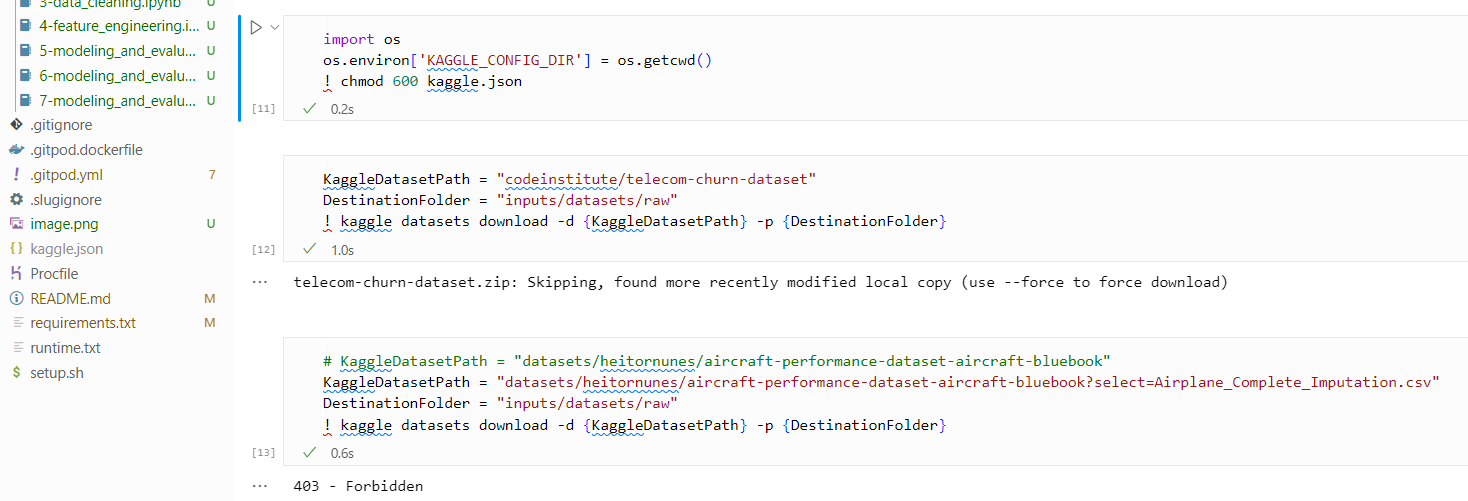 3-data_cleaning.ipynb U
4-feature_engineering.i... U
5-modeling_and_evalu... U
6-modeling_and_evalu... U
7-modeling_and_evalu... U
.gitignore
.gitpod.dockerfile
.gitpod.yml 7
.slugignore
image.png U
kaggle.json
Procfile
README.md M
requirements.txt M
runtime.txt
setup.sh
import os
os.environ['KAGGLE_CONFIG_DIR'] = os.getcwd()
! chmod 600 kaggle.json
[11] 0.2s
KaggleDatasetPath = "codeinstitute/telecom-churn-dataset"
DestinationFolder = "inputs/datasets/raw"
! kaggle datasets download -d {KaggleDatasetPath} -p {DestinationFolder}
[12] 1.0s
... telecom-churn-dataset.zip: Skipping, found more recently modified local copy (use --force to force download)
# KaggleDatasetPath = "datasets/heitornunes/aircraft-performance-dataset-aircraft-bluebook"
KaggleDatasetPath = "datasets/heitornunes/aircraft-performance-dataset-aircraft-bluebook?select=Airplane_Complete_Imputation.csv"
DestinationFolder = "inputs/datasets/raw"
! kaggle datasets download -d {KaggleDatasetPath} -p {DestinationFolder}
[13] 0.6s
... 403 - Forbidden